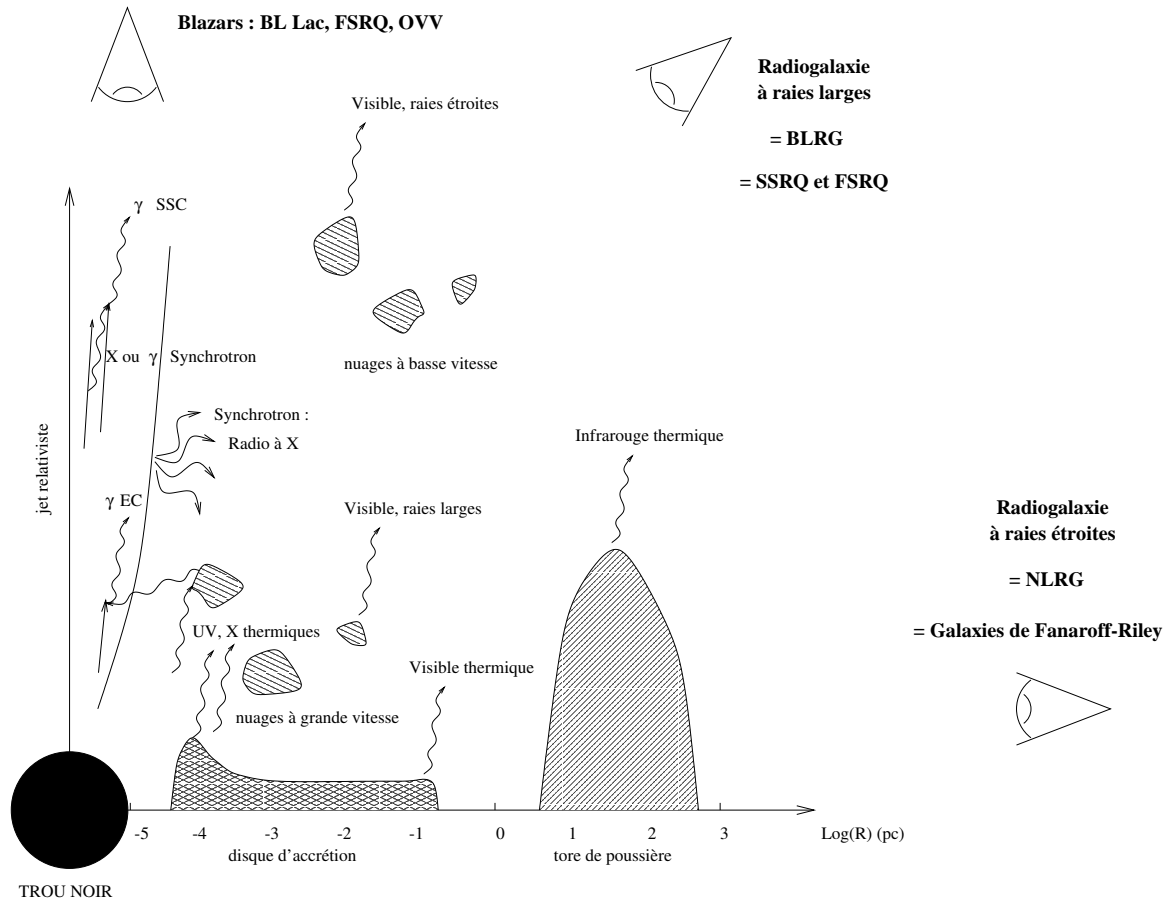 Blazars : BL Lac, FSRQ, OVV
Radiogalaxie
à raies larges
= BLRG
= SSRQ et FSRQ
Visible, raies étroites
γ SSC
X ou γ Synchrotron
nuages à basse vitesse
Synchrotron :
Radio à X
Infrarouge thermique
jet relativiste
γ EC
Visible, raies larges
Radiogalaxie
à raies étroites
= NLRG
= Galaxies de Fanaroff-Riley
UV, X thermiques
Visible thermique
nuages à grande vitesse
-5 -4 -3 -2 -1 0 1 2 3 Log(R) (pc)
disque d'accrétion
tore de poussière
TROU NOIR